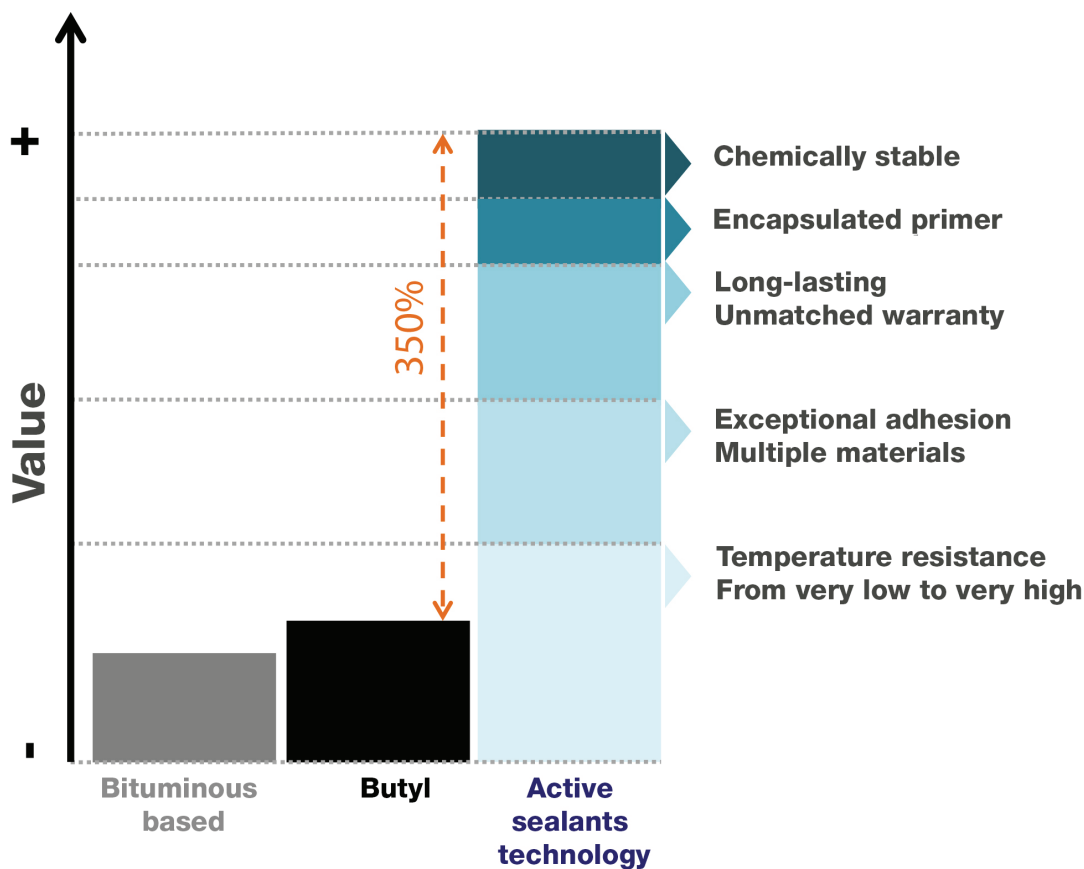 +
Chemically stable
Encapsulated primer
Long-lasting
Unmatched warranty
350%
Value
Exceptional adhesion
Multiple materials
Temperature resistance
From very low to very high
-
Bituminous
based
Butyl
Active
sealants
technology